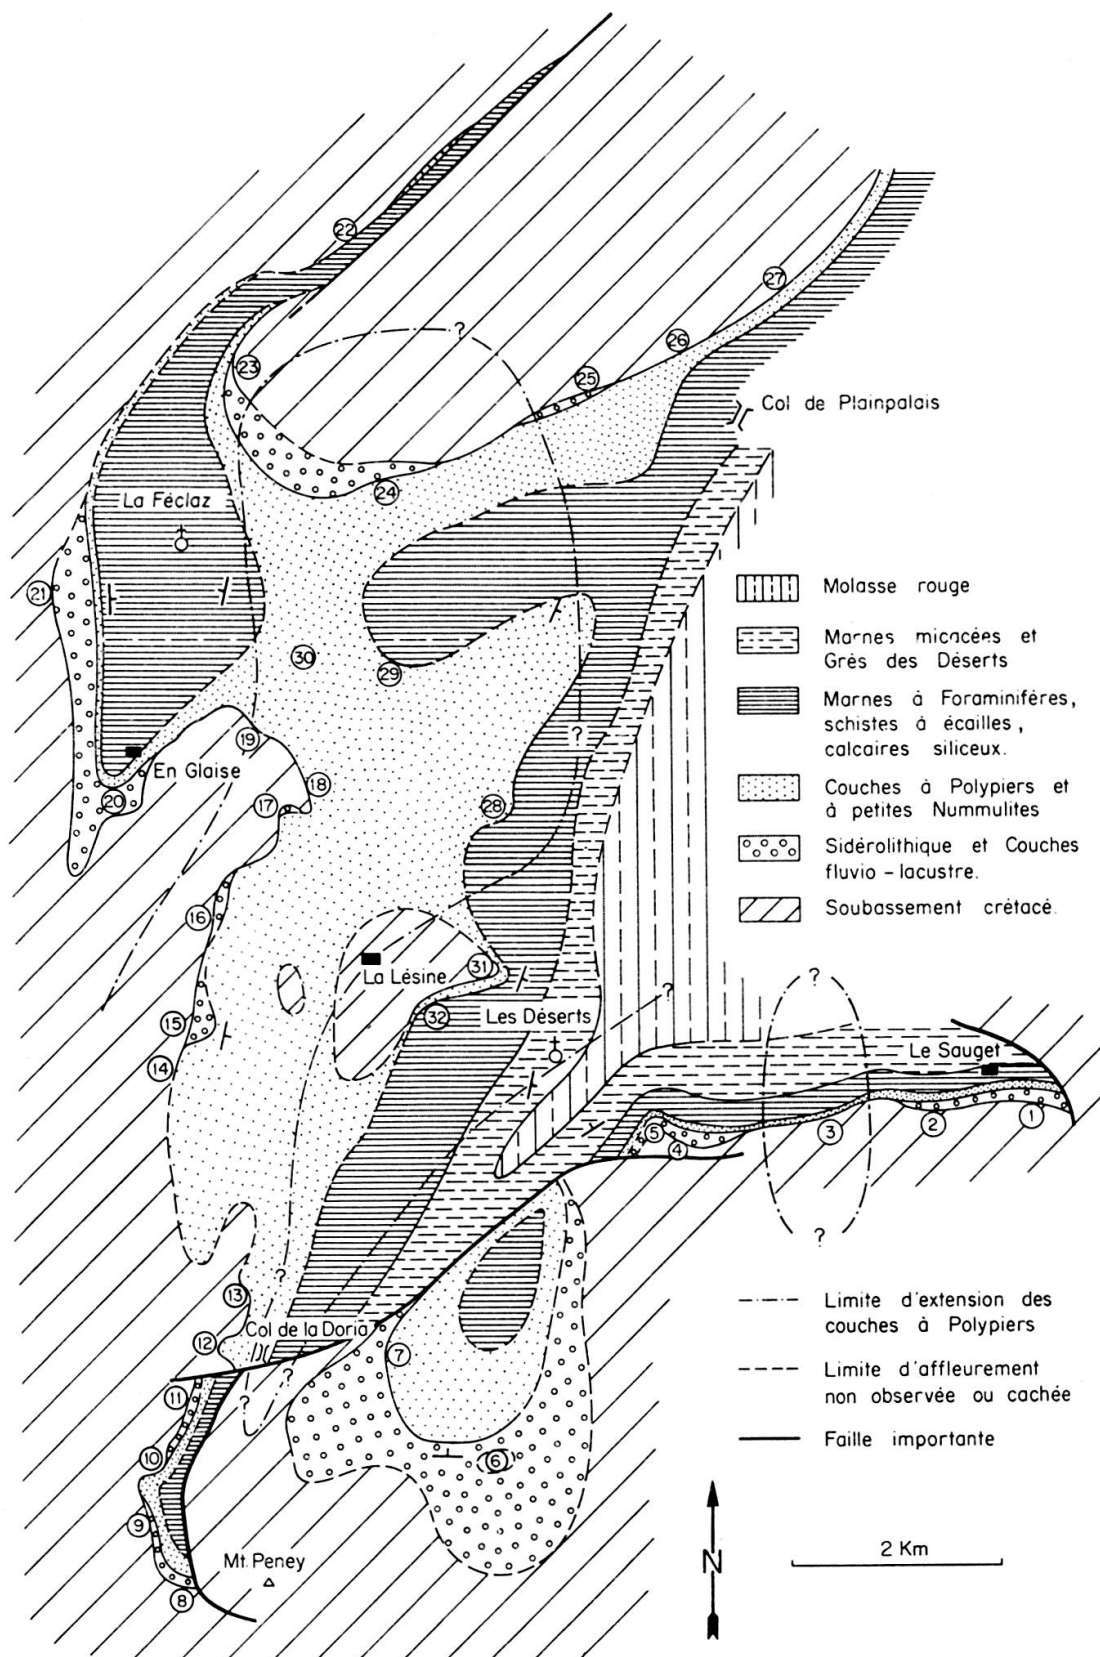 22
?
27
26
23
25
Col de Plainpalais
24
La Féclaz
21
Molasse rouge
Marnes micacées et
Grès des Déserts
30
29
Marnes à Foraminifères,
schistes à écailles,
calcaires siliceux.
?
19
En Glaise
18
20
17
28
Couches à Polypiers et
à petites Nummulites
Sidérolithique et Couches
fluvio - lacustre.
16
Soubassement crétacé.
La Lésine
31
?
?
15
32
Les Déserts
14
Le Sauget
5
4
3
2
1
?
?
13
Limite d'extension des
couches à Polypiers
12
Col de la Doria
7
?
?
11
Limite d'affleurement
non observée ou cachée
10
6
Faille importante
9
Mt. Peney
8
N
2 Km